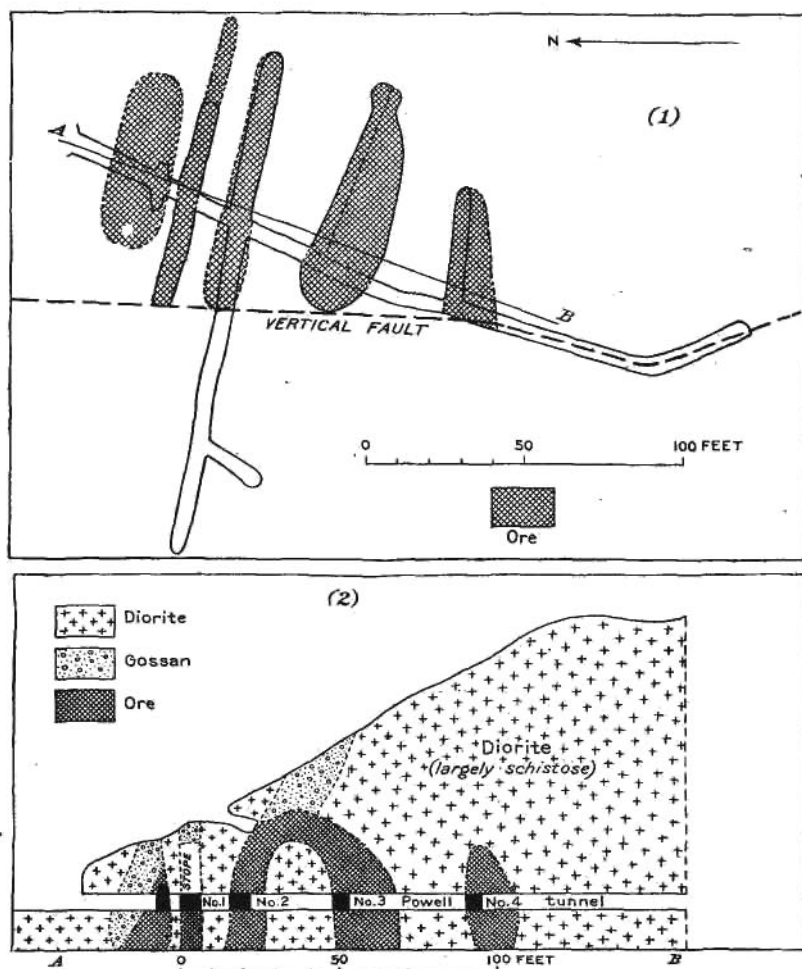 N
(1)
A
B
VERTICAL FAULT
0 50 100 FEET
Ore
(2)
Diorite
Gossan
Ore
Diorite
(largely schistose)
STOPE
No.1 No.2 No.3 Powell No.4 tunnel
A 0 50 100 FEET B